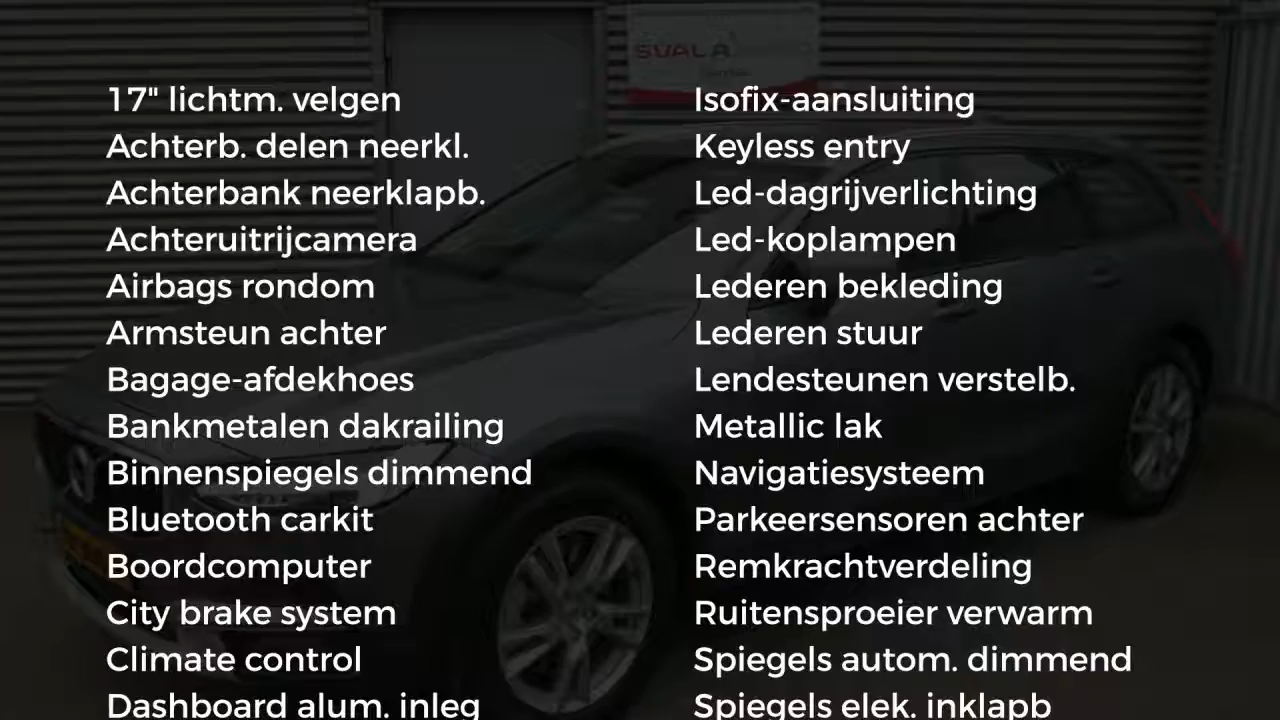 SVALA
17" lichtm. velgen
Achterb. delen neerkl.
Achterbank neerklapb.
Achteruitrijcamera
Airbags rondom
Armsteun achter
Bagage-afdekhoes
Bankmetalen dakrailing
Binnenspiegels dimmend
Bluetooth carkit
Boordcomputer
City brake system
Climate control
Dashboard alum. inleg
Isofix-aansluiting
Keyless entry
Led-dagrijverlichting
Led-koplampen
Lederen bekleding
Lederen stuur
Lendesteunen verstelb.
Metallic lak
Navigatiesysteem
Parkeersensoren achter
Remkrachtverdeling
Ruitensproeier verwarm
Spiegels autom. dimmend
Spiegels elek. inklapb